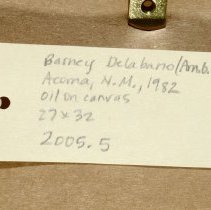 Barney Delabano/Amb.
Acoma, N.M., 1982
oil on canvas
27 x 32
2005.5